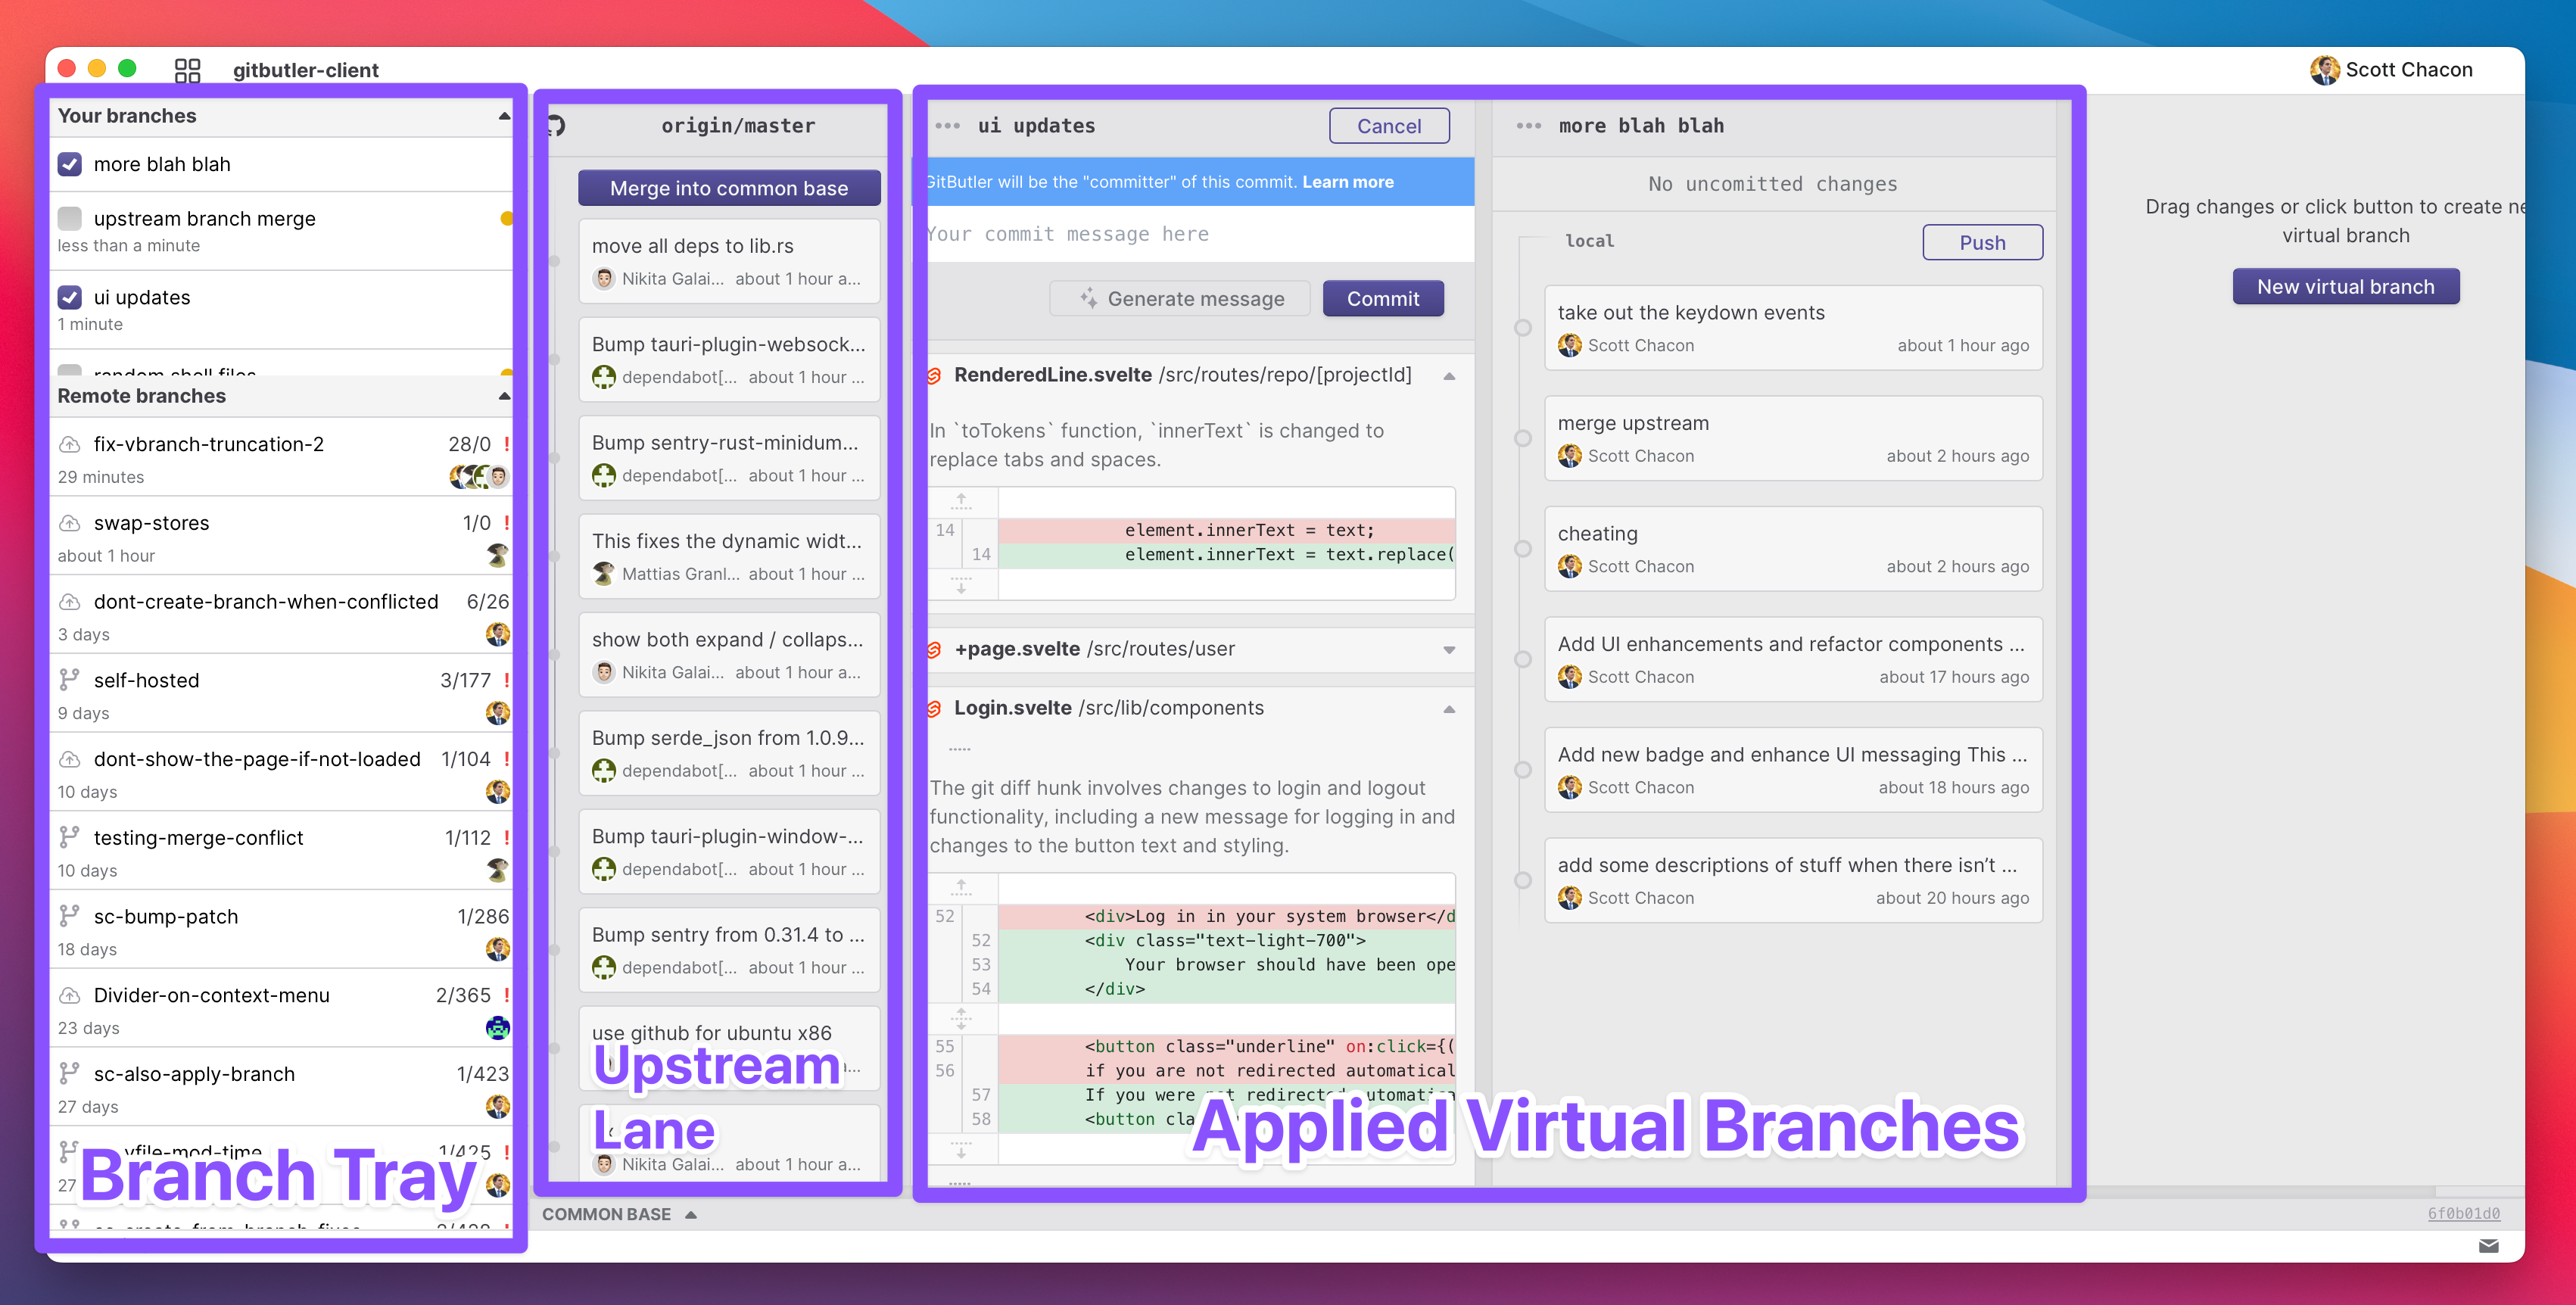 gitbutler-client
Scott Chacon
Your branches
more blah blah
upstream branch merge
less than a minute
ui updates
1 minute
random shell files
Remote branches
fix-vbranch-truncation-2 28/0 !
29 minutes
swap-stores 1/0 !
about 1 hour
dont-create-branch-when-conflicted 6/26
3 days
self-hosted 3/177 !
9 days
dont-show-the-page-if-not-loaded 1/104 !
10 days
testing-merge-conflict 1/112 !
10 days
sc-bump-patch 1/286
18 days
Divider-on-context-menu 2/365 !
23 days
sc-also-apply-branch 1/423
27 days
1/425 !
27
Branch Tray
origin/master
Merge into common base
move all deps to lib.rs
Nikita Galai... about 1 hour a...
Bump tauri-plugin-websock...
dependabot[... about 1 hour ...
Bump sentry-rust-minidum...
dependabot[... about 1 hour ...
This fixes the dynamic widt...
Mattias Granl... about 1 hour ...
show both expand / collaps...
Nikita Galai... about 1 hour a...
Bump serde_json from 1.0.9...
dependabot[... about 1 hour ...
Bump tauri-plugin-window-...
dependabot[... about 1 hour ...
Bump sentry from 0.31.4 to ...
dependabot[... about 1 hour ...
use github for ubuntu x86
Upstream
Lane
Nikita Galai... about 1 hour a...
ui updates
Cancel
GitButler will be the "committer" of this commit. Learn more
Your commit message here
Generate message
Commit
RenderedLine.svelte /src/routes/repo/[projectId]
In `toTokens` function, `innerText` is changed to
replace tabs and spaces.
14 element.innerText = text;
14 element.innerText = text.replace(
+page.svelte /src/routes/user
Login.svelte /src/lib/components
The git diff hunk involves changes to login and logout
functionality, including a new message for logging in and
changes to the button text and styling.
52 <div>Log in in your system browser</d
52 <div class="text-light-700">
53 Your browser should have been ope
54 </div>
55 <button class="underline" on:click={(
56 if you are not redirected automatical
57 If you were not redirected automatica
58 <button cla
Applied Virtual Branches
more blah blah
No uncomitted changes
local
Push
take out the keydown events
Scott Chacon about 1 hour ago
merge upstream
Scott Chacon about 2 hours ago
cheating
Scott Chacon about 2 hours ago
Add UI enhancements and refactor components ...
Scott Chacon about 17 hours ago
Add new badge and enhance UI messaging This ...
Scott Chacon about 18 hours ago
add some descriptions of stuff when there isn't ...
Scott Chacon about 20 hours ago
Drag changes or click button to create ne
virtual branch
New virtual branch
COMMON BASE
6f0b01d0